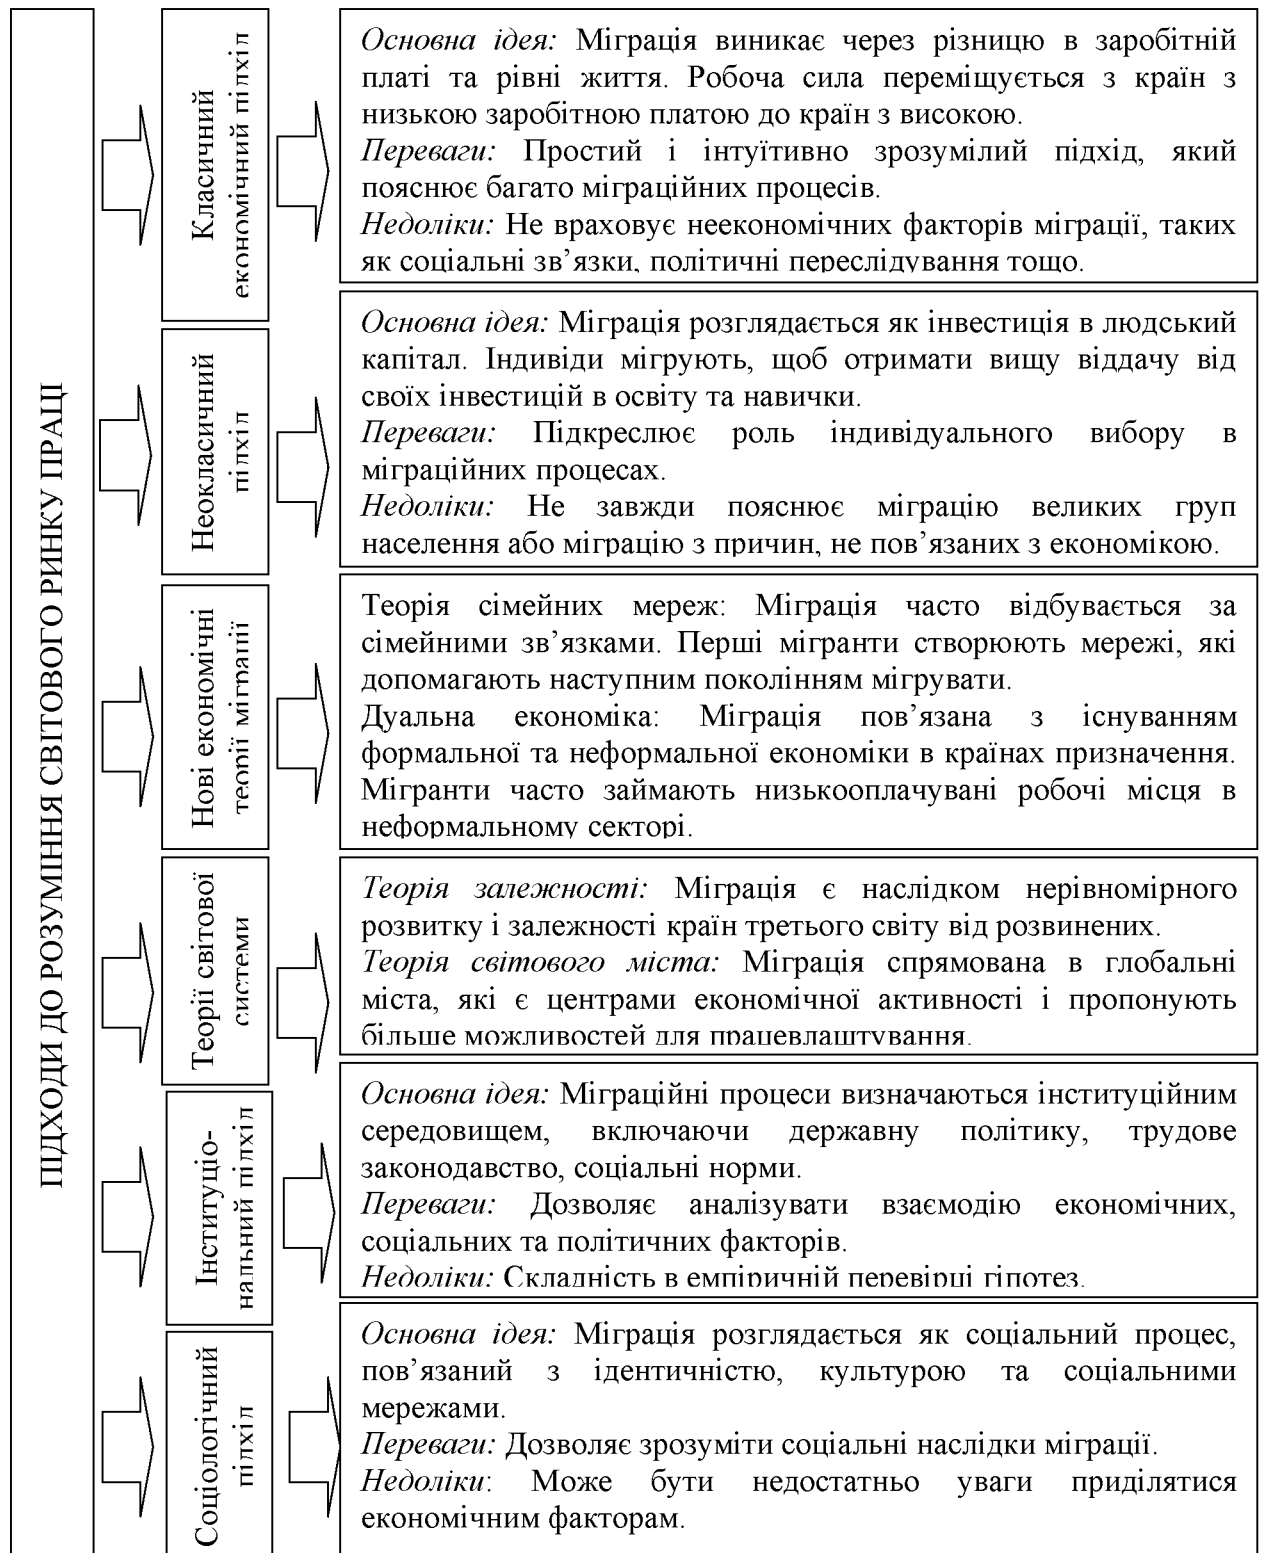 ПІДХОДИ ДО РОЗУМІННЯ СВІТОВОГО РИНКУ ПРАЦІ
Класичний
економічний підхід
Основна ідея: Міграція виникає через різницю в заробітній
платі та рівні життя. Робоча сила переміщується з країн з
низькою заробітною платою до країн з високою.
Переваги: Простий і інтуїтивно зрозумілий підхід, який
пояснює багато міграційних процесів.
Недоліки: Не враховує неекономічних факторів міграції, таких
як соціальні зв’язки, політичні переслідування тощо.
Неокласичний
підхід
Основна ідея: Міграція розглядається як інвестиція в людський
капітал. Індивіди мігрують, щоб отримати вищу віддачу від
своїх інвестицій в освіту та навички.
Переваги: Підкреслює роль індивідуального вибору в
міграційних процесах.
Недоліки: Не завжди пояснює міграцію великих груп
населення або міграцію з причин, не пов’язаних з економікою.
Нові економічні
теорії міграції
Теорія сімейних мереж: Міграція часто відбувається за
сімейними зв’язками. Перші мігранти створюють мережі, які
допомагають наступним поколінням мігрувати.
Дуальна економіка: Міграція пов’язана з існуванням
формальної та неформальної економіки в країнах призначення.
Мігранти часто займають низькооплачувані робочі місця в
неформальному секторі.
Теорії світової
системи
Теорія залежності: Міграція є наслідком нерівномірного
розвитку і залежності країн третього світу від розвинених.
Теорія світового міста: Міграція спрямована в глобальні
міста, які є центрами економічної активності і пропонують
більше можливостей для працевлаштування.
Інституціо-
нальний підхід
Основна ідея: Міграційні процеси визначаються інституційним
середовищем, включаючи державну політику, трудове
законодавство, соціальні норми.
Переваги: Дозволяє аналізувати взаємодію економічних,
соціальних та політичних факторів.
Недоліки: Складність в емпіричній перевірці гіпотез.
Соціологічний
підхід
Основна ідея: Міграція розглядається як соціальний процес,
пов’язаний з ідентичністю, культурою та соціальними
мережами.
Переваги: Дозволяє зрозуміти соціальні наслідки міграції.
Недоліки: Може бути недостатньо уваги приділятися
економічним факторам.